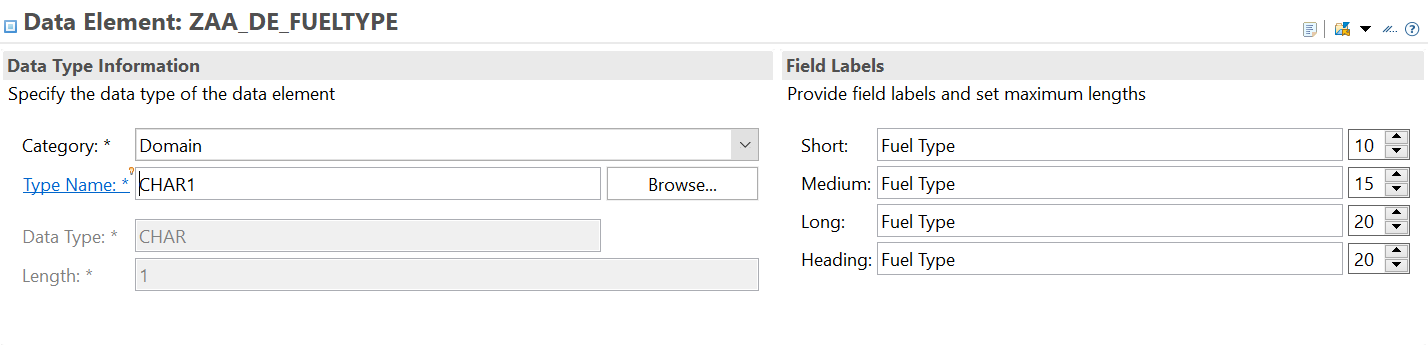 Data Element: ZAA_DE_FUELTYPE
Data Type Information
Specify the data type of the data element
Category: * Domain
Type Name: * CHAR1 Browse...
Data Type: * CHAR
Length: * 1
Field Labels
Provide field labels and set maximum lengths
Short: Fuel Type 10
Medium: Fuel Type 15
Long: Fuel Type 20
Heading: Fuel Type 20